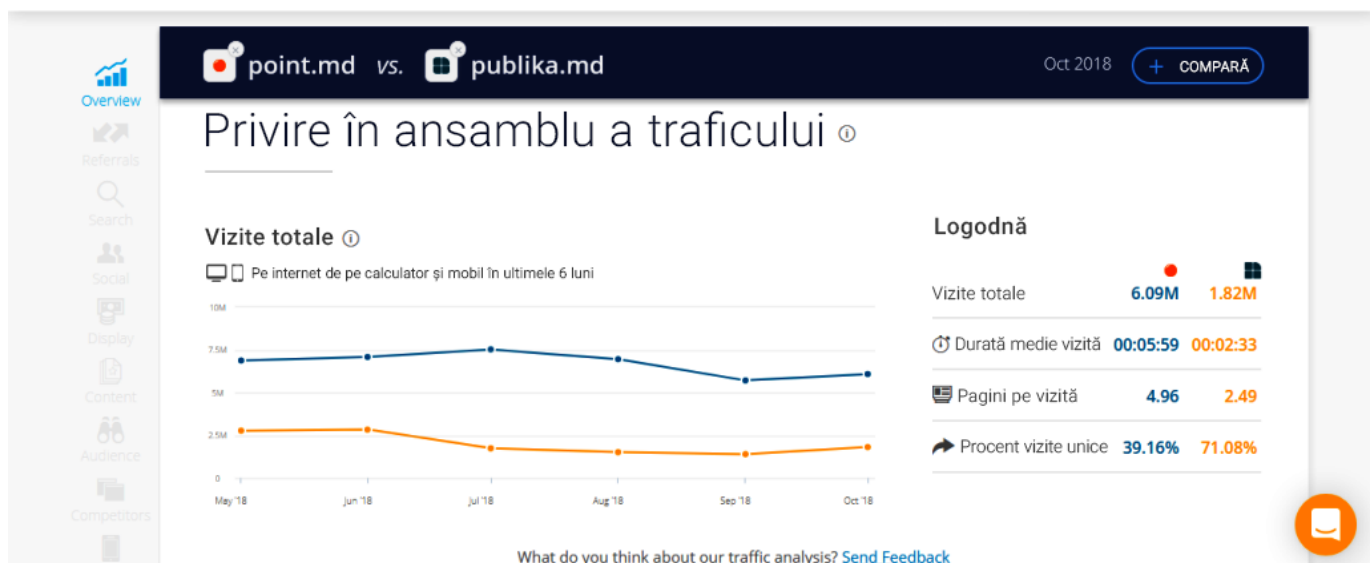 point.md vs. publika.md
Oct 2018
+ COMPARĂ
Overview
Referrals
Search
Social
Display
Content
Audience
Competitors
Privire în ansamblu a traficului
Vizite totale
Pe internet de pe calculator și mobil în ultimele 6 luni
10M
7.5M
5M
2.5M
0
May '18 Jun '18 Jul '18 Aug '18 Sep '18 Oct '18
Logodnă
Vizite totale 6.09M 1.82M
Durată medie vizită 00:05:59 00:02:33
Pagini pe vizită 4.96 2.49
Procent vizite unice 39.16% 71.08%
What do you think about our traffic analysis? Send Feedback